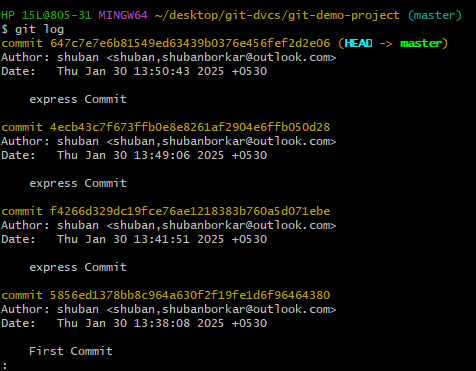 HP 15L@805-31 MINGW64 ~/desktop/git-dvcs/git-demo-project (master)
$ git log
commit 647c7e7e6b81549ed63439b0376e456fef2d2e06 (HEAD -> master)
Author: shuban <shuban,shubanborkar@outlook.com>
Date:   Thu Jan 30 13:50:43 2025 +0530
    express Commit
commit 4ecb43c7f673ffb0e8e8261af2904e6ffb050d28
Author: shuban <shuban,shubanborkar@outlook.com>
Date:   Thu Jan 30 13:49:06 2025 +0530
    express Commit
commit f4266d329dc19fce76ae1218383b760a5d071ebe
Author: shuban <shuban,shubanborkar@outlook.com>
Date:   Thu Jan 30 13:41:51 2025 +0530
    express Commit
commit 5856ed1378bb8c964a630f2f19fe1d6f96464380
Author: shuban <shuban,shubanborkar@outlook.com>
Date:   Thu Jan 30 13:38:08 2025 +0530
    First Commit
: